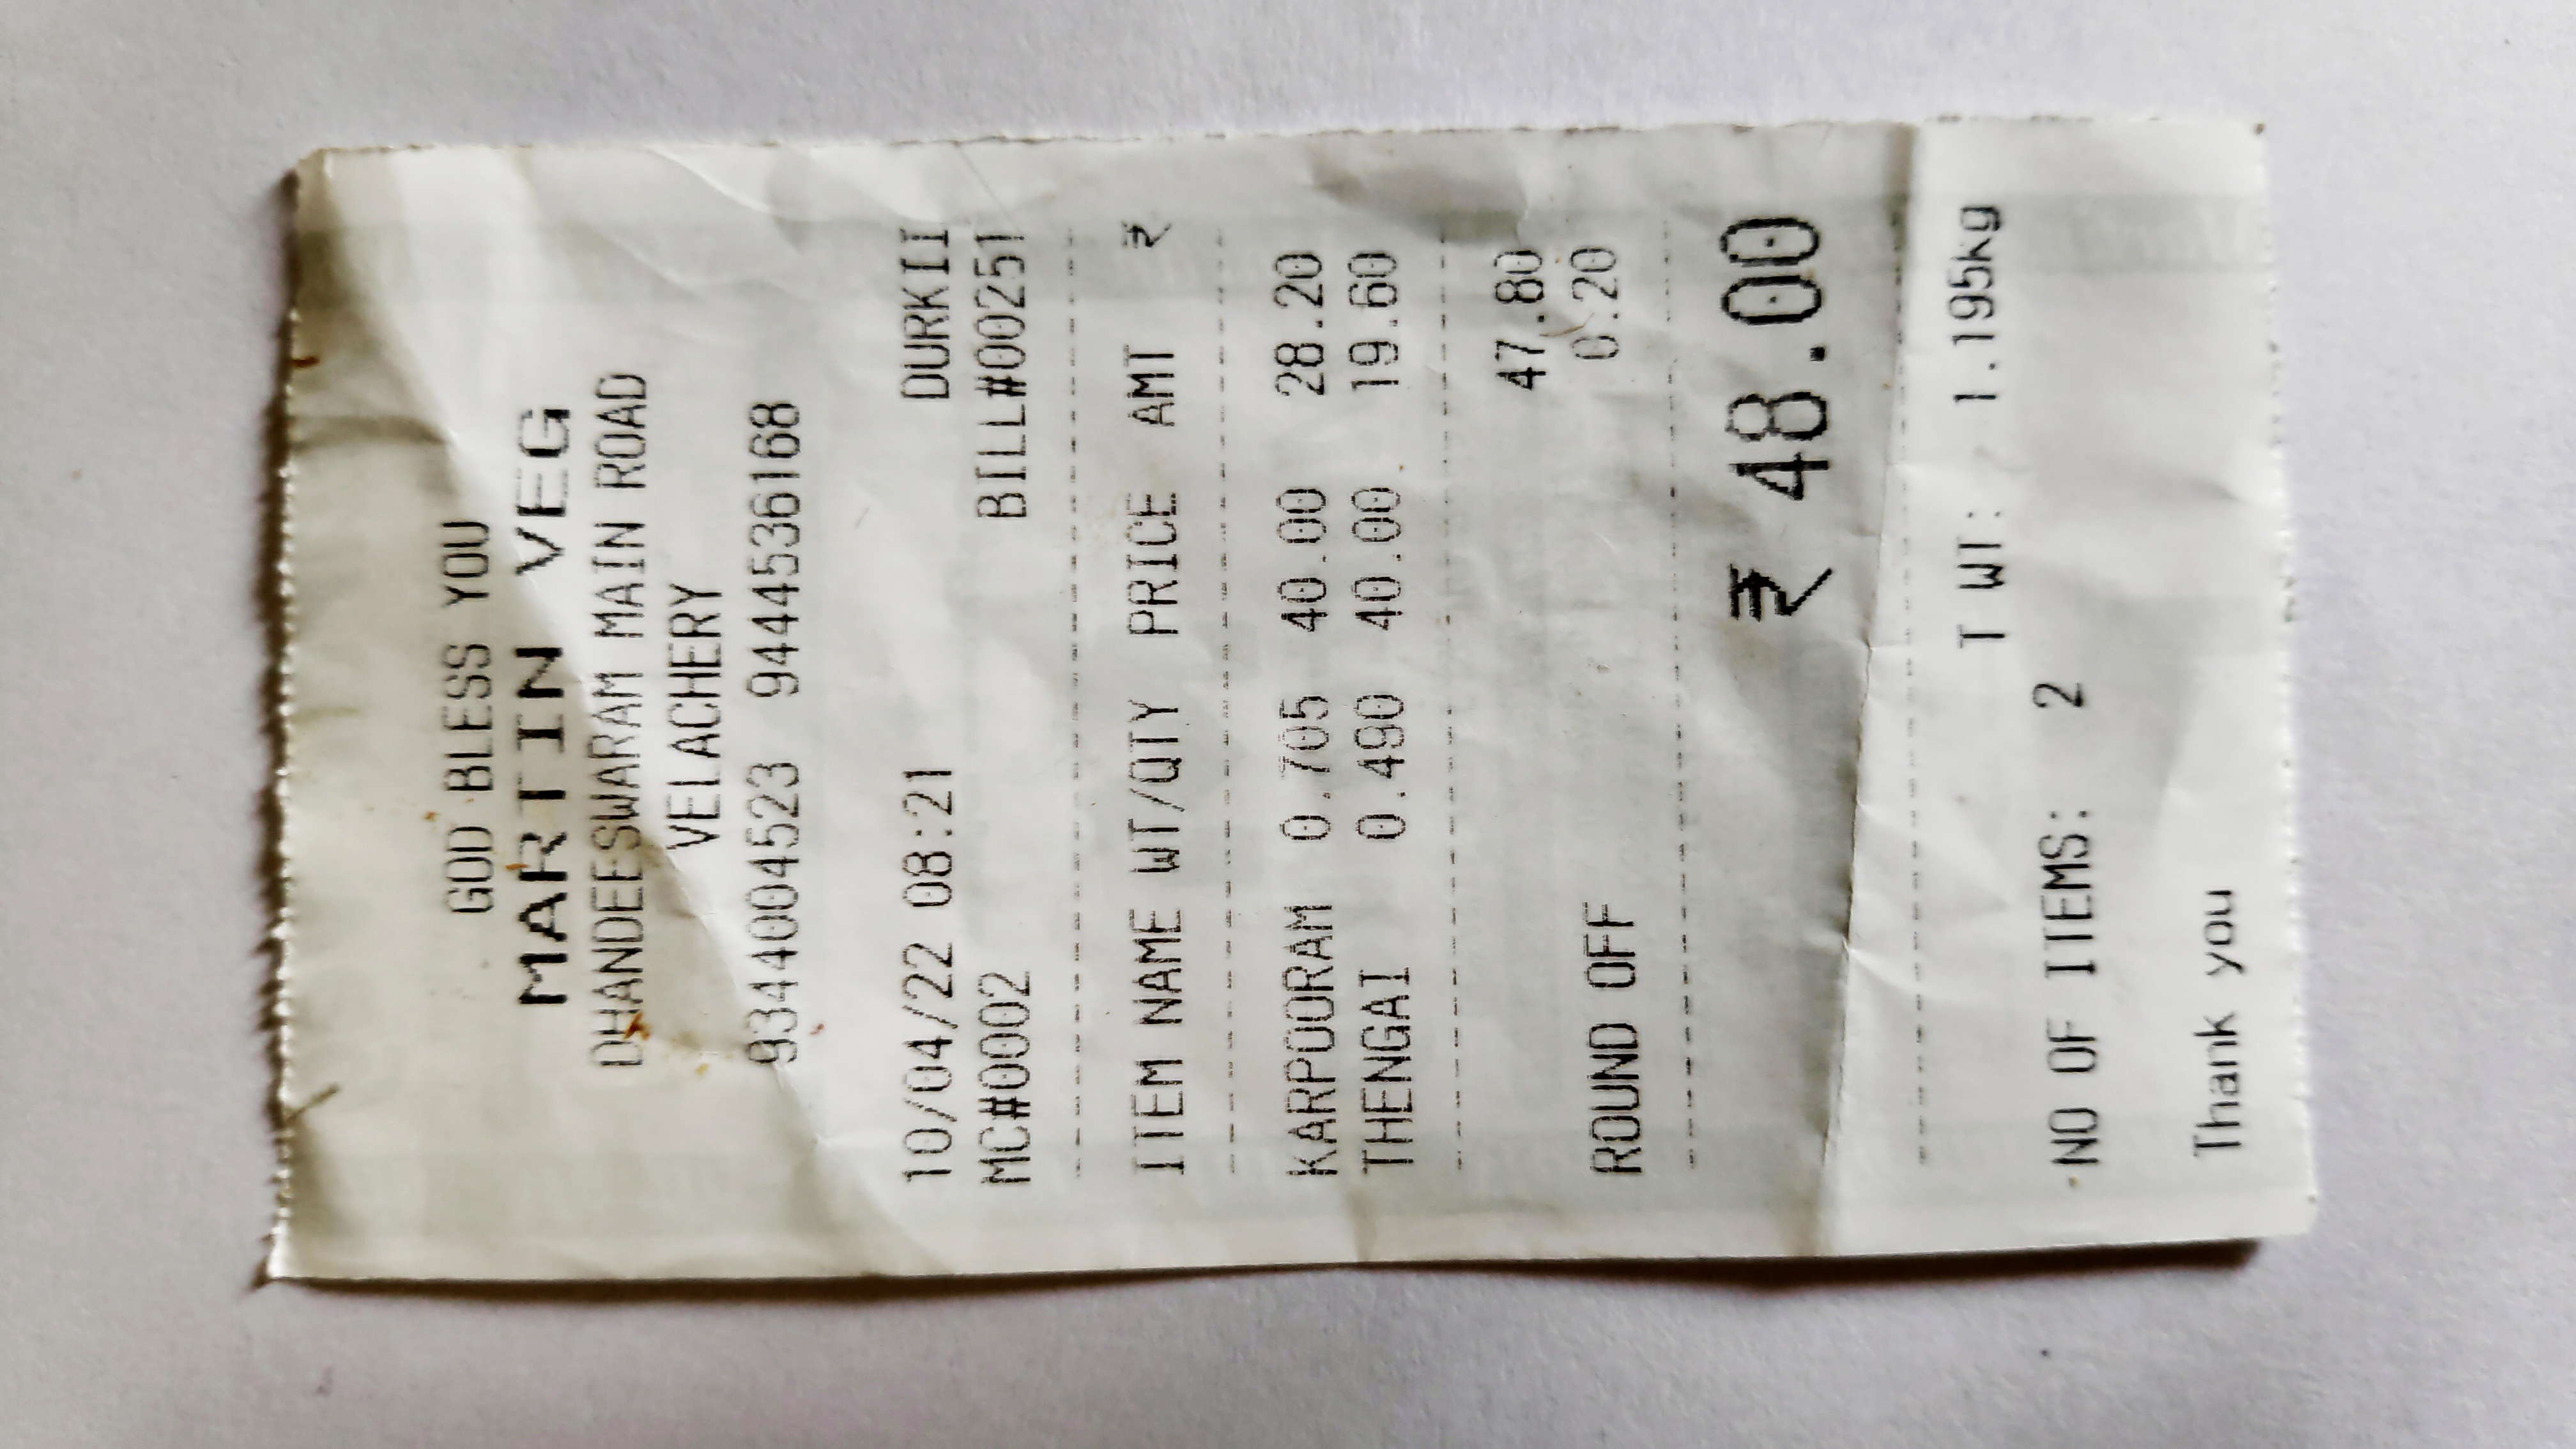 GOD BLESS YOU
MARTIN VEG
DHANDEESWARAM MAIN ROAD
VELACHERY
9344004523 9444536168
10/04/22 08:21 DURKII
MC#0002 BILL#00251
ITEM NAME WT/QTY PRICE AMT ₹
KARPOORAM 0.705 40.00 28.20
THENGAI 0.490 40.00 19.60
47.80
ROUND OFF 0.20
₹ 48.00
T WT: 1.195kg
NO OF ITEMS: 2
Thank you